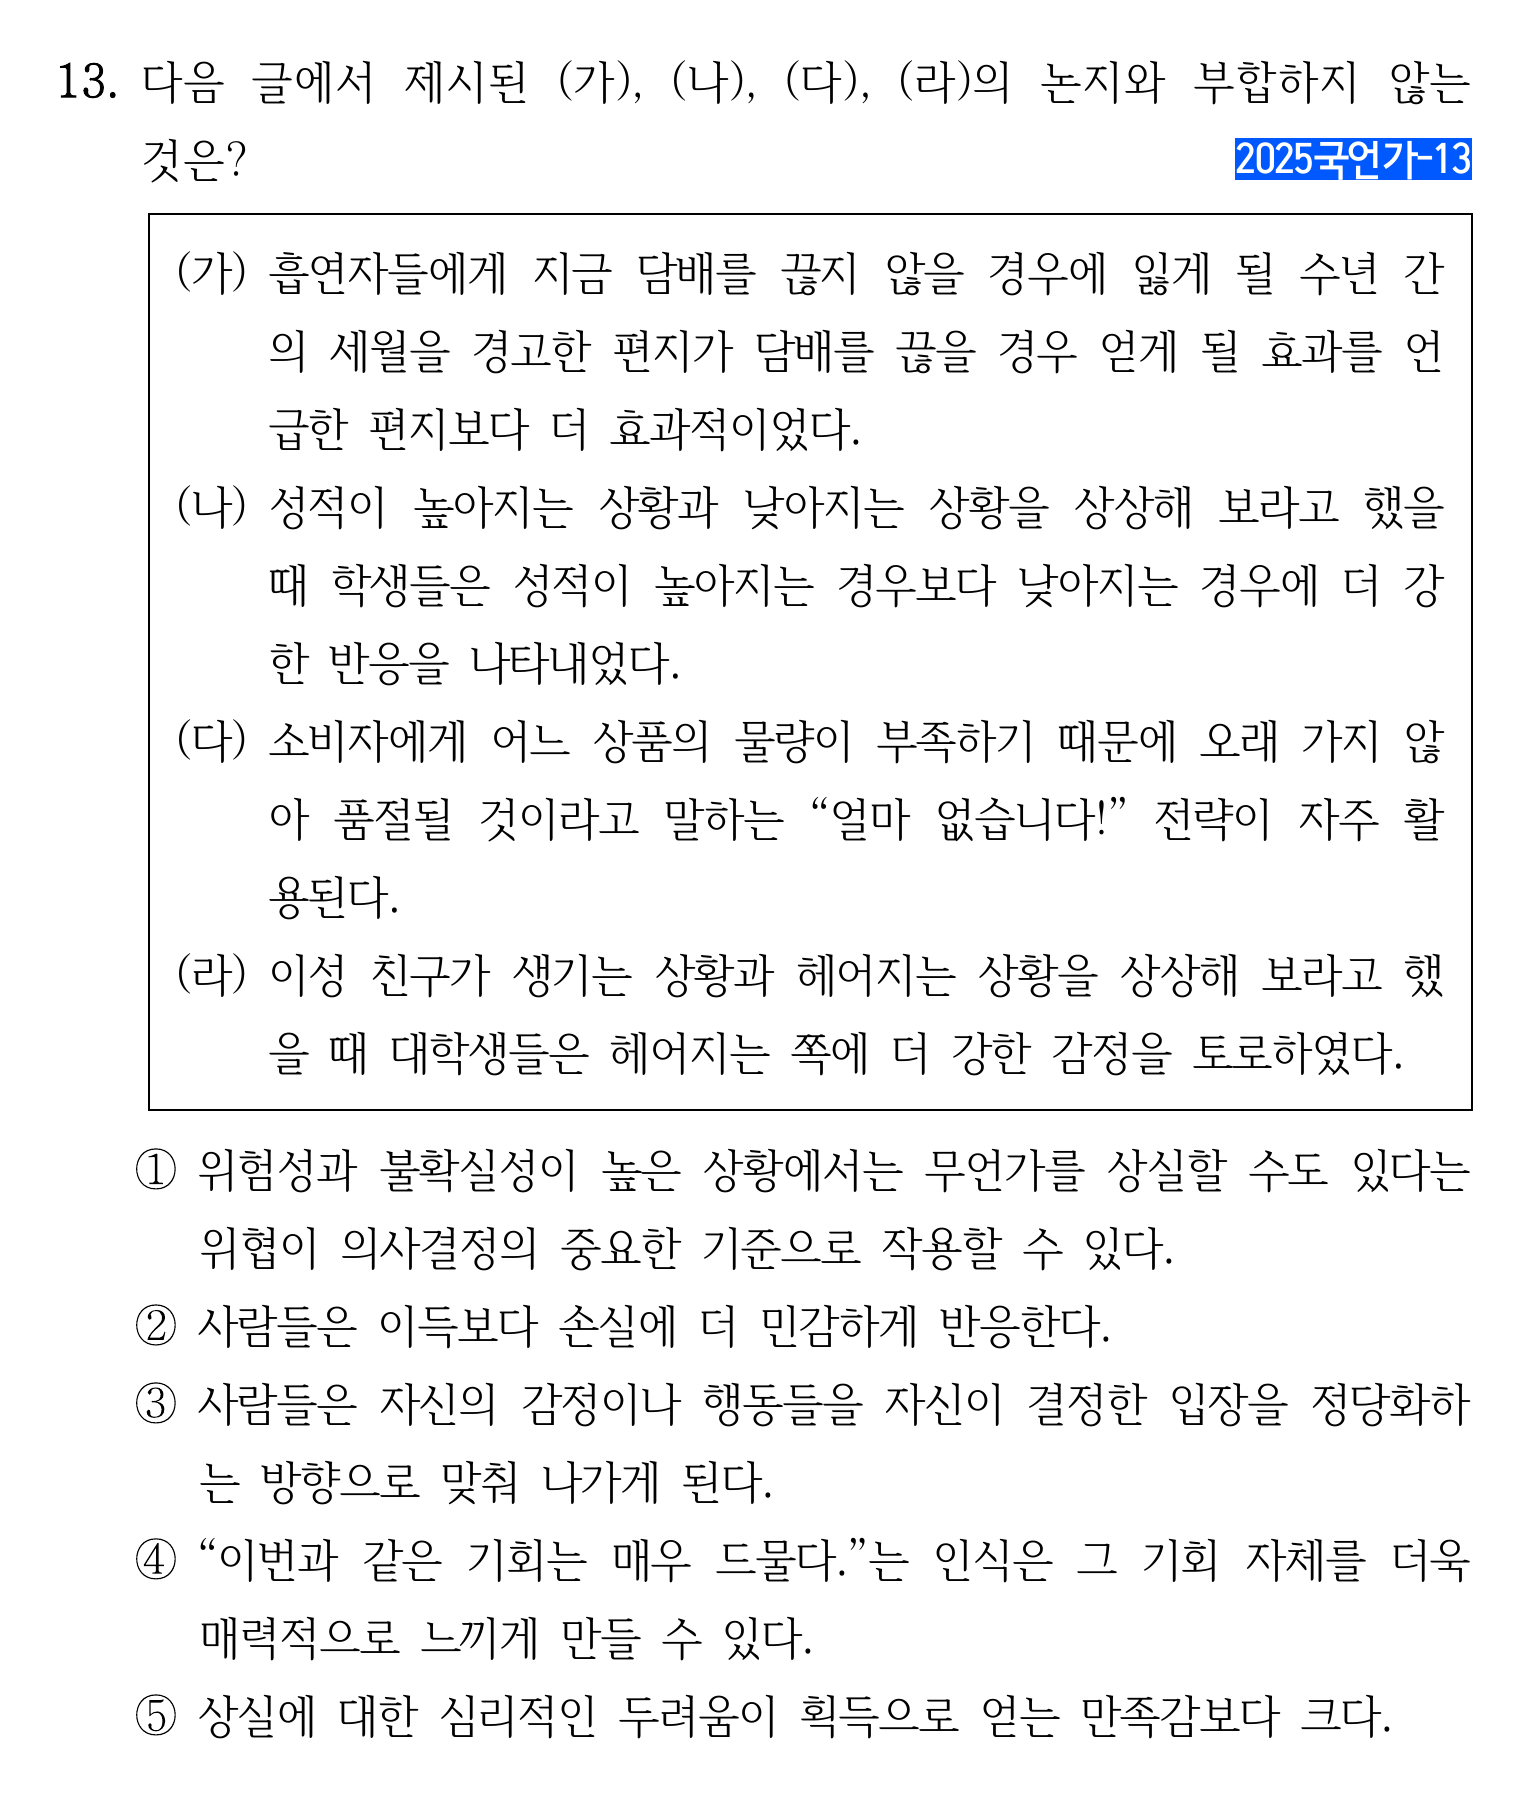 13. 다음 글에서 제시된 (가), (나), (다), (라)의 논지와 부합하지 않는
것은?
2025국언가-13
(가) 흡연자들에게 지금 담배를 끊지 않을 경우에 잃게 될 수년 간
의 세월을 경고한 편지가 담배를 끊을 경우 얻게 될 효과를 언
급한 편지보다 더 효과적이었다.
(나) 성적이 높아지는 상황과 낮아지는 상황을 상상해 보라고 했을
때 학생들은 성적이 높아지는 경우보다 낮아지는 경우에 더 강
한 반응을 나타내었다.
(다) 소비자에게 어느 상품의 물량이 부족하기 때문에 오래 가지 않
아 품절될 것이라고 말하는 “얼마 없습니다!” 전략이 자주 활
용된다.
(라) 이성 친구가 생기는 상황과 헤어지는 상황을 상상해 보라고 했
을 때 대학생들은 헤어지는 쪽에 더 강한 감정을 토로하였다.
① 위험성과 불확실성이 높은 상황에서는 무언가를 상실할 수도 있다는
위협이 의사결정의 중요한 기준으로 작용할 수 있다.
② 사람들은 이득보다 손실에 더 민감하게 반응한다.
③ 사람들은 자신의 감정이나 행동들을 자신이 결정한 입장을 정당화하
는 방향으로 맞춰 나가게 된다.
④ “이번과 같은 기회는 매우 드물다.”는 인식은 그 기회 자체를 더욱
매력적으로 느끼게 만들 수 있다.
⑤ 상실에 대한 심리적인 두려움이 획득으로 얻는 만족감보다 크다.